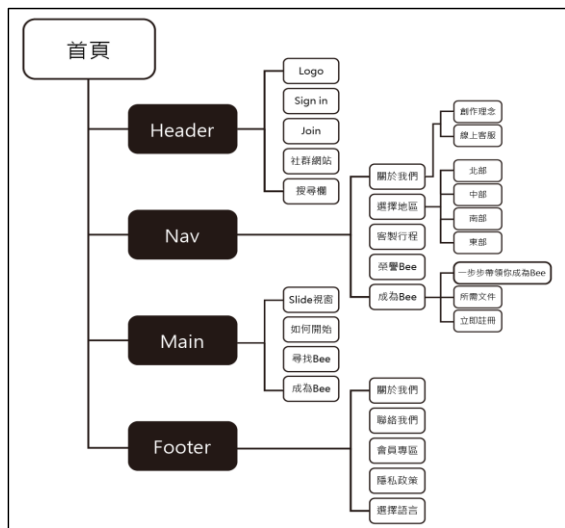 首頁
Header
Logo
Sign in
Join
社群網站
搜尋欄
Nav
關於我們
創作理念
線上客服
選擇地區
北部
中部
南部
東部
客製行程
榮譽Bee
成為Bee
一步步帶領你成為Bee
所需文件
立即註冊
Main
Slide視窗
如何開始
尋找Bee
成為Bee
Footer
關於我們
聯絡我們
會員專區
隱私政策
選擇語言